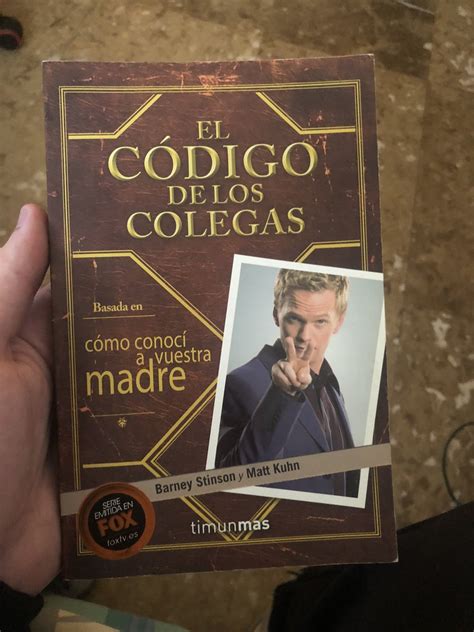 EL
CÓDIGO
DE LOS
COLEGAS
Basada en
cómo conocí
a vuestra
madre
Barney Stinson y Matt Kuhn
SERIE
EMITIDA EN
FOX
foxtv.es
timunmas